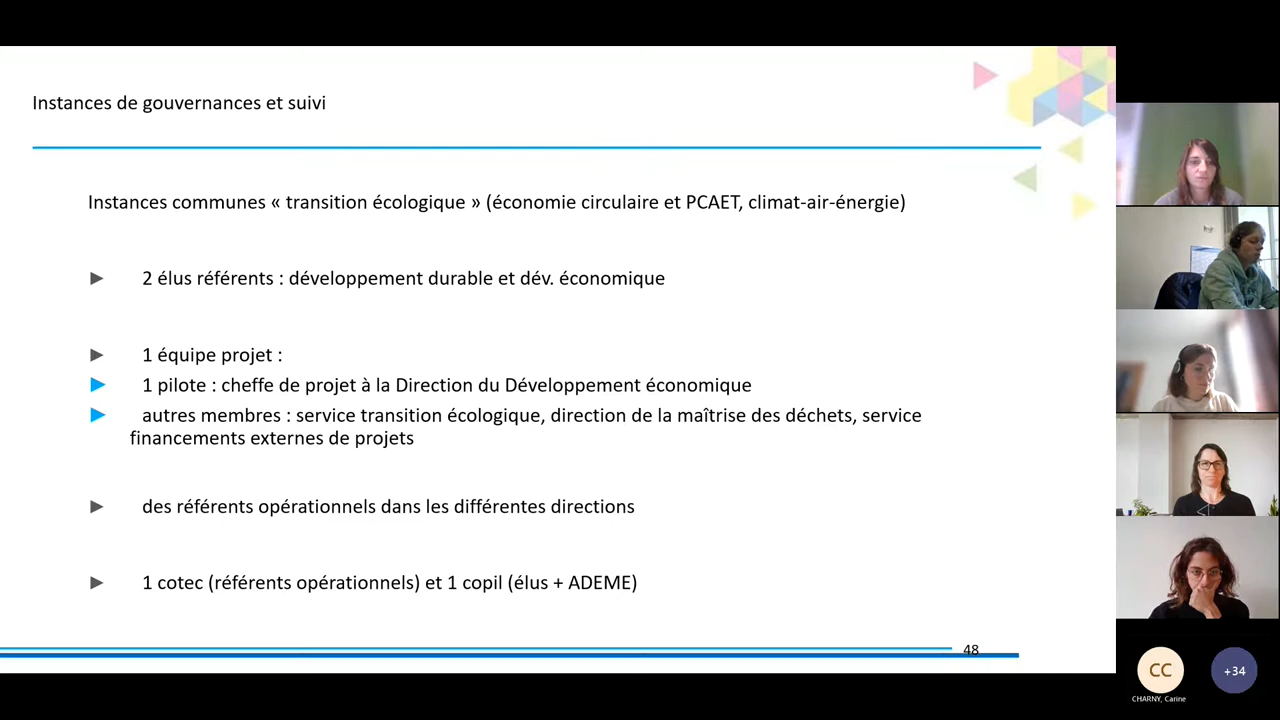 Instances de gouvernances et suivi
Instances communes « transition écologique » (économie circulaire et PCAET, climat-air-énergie)
2 élus référents : développement durable et dév. économique
1 équipe projet :
1 pilote : cheffe de projet à la Direction du Développement économique
autres membres : service transition écologique, direction de la maîtrise des déchets, service
financements externes de projets
des référents opérationnels dans les différentes directions
1 cotec (référents opérationnels) et 1 copil (élus + ADEME)
48
CC
+34
CHARNY, Carine